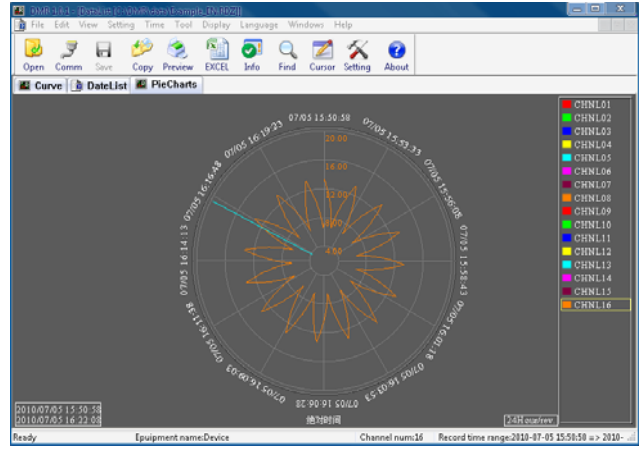 File Edit View Setting Time Tool Display Language Windows Help
Open Comm Save Copy Preview EXCEL Info Find Cursor Setting About
Curve DateList PieCharts
07/05 15:50:58
07/05 15:53:33
07/05 15:56:08
07/05 15:58:43
07/05 16:01:18
07/05 16:03:53
07/05 16:06:28
07/05 16:09:03
07/05 16:11:38
07/05 16:14:13
07/05 16:16:48
07/05 16:19:23
20.00
16.00
12.00
8.00
4.00
绝对时间
CHNL01
CHNL02
CHNL03
CHNL04
CHNL05
CHNL06
CHNL07
CHNL08
CHNL09
CHNL10
CHNL11
CHNL12
CHNL13
CHNL14
CHNL15
CHNL16
2010/07/05 15:50:58
2010/07/05 16:22:08
24Hour/rev
Ready Epuipment name:Device Channel num:16 Record time range:2010-07-05 15:50:58 => 2010-